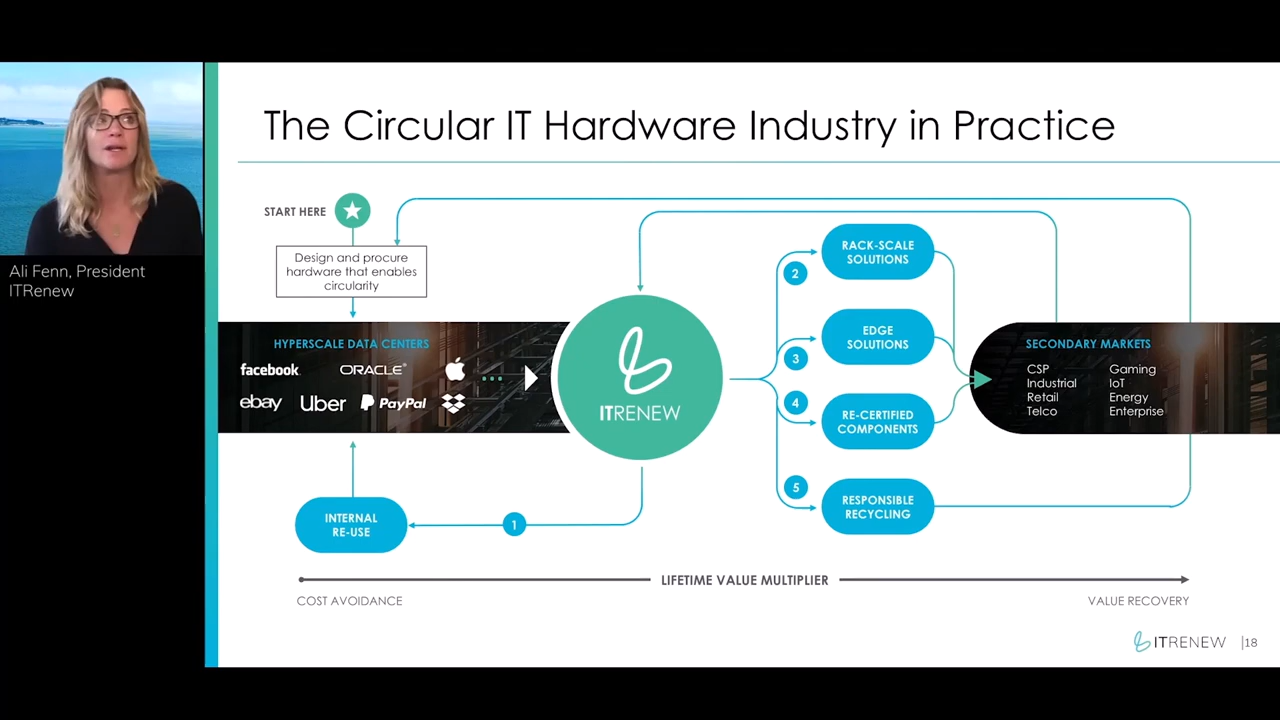 The Circular IT Hardware Industry in Practice
Ali Fenn, President
ITRenew
START HERE
Design and procure
hardware that enables
circularity
HYPERSCALE DATA CENTERS
facebook
ORACLE®
ebay
Uber
PayPal
ITRENEW
2
RACK-SCALE
SOLUTIONS
3
EDGE
SOLUTIONS
4
RE-CERTIFIED
COMPONENTS
5
RESPONSIBLE
RECYCLING
SECONDARY MARKETS
CSP
Industrial
Retail
Telco
Gaming
IoT
Energy
Enterprise
INTERNAL
RE-USE
1
LIFETIME VALUE MULTIPLIER
COST AVOIDANCE
VALUE RECOVERY
ITRENEW
|18